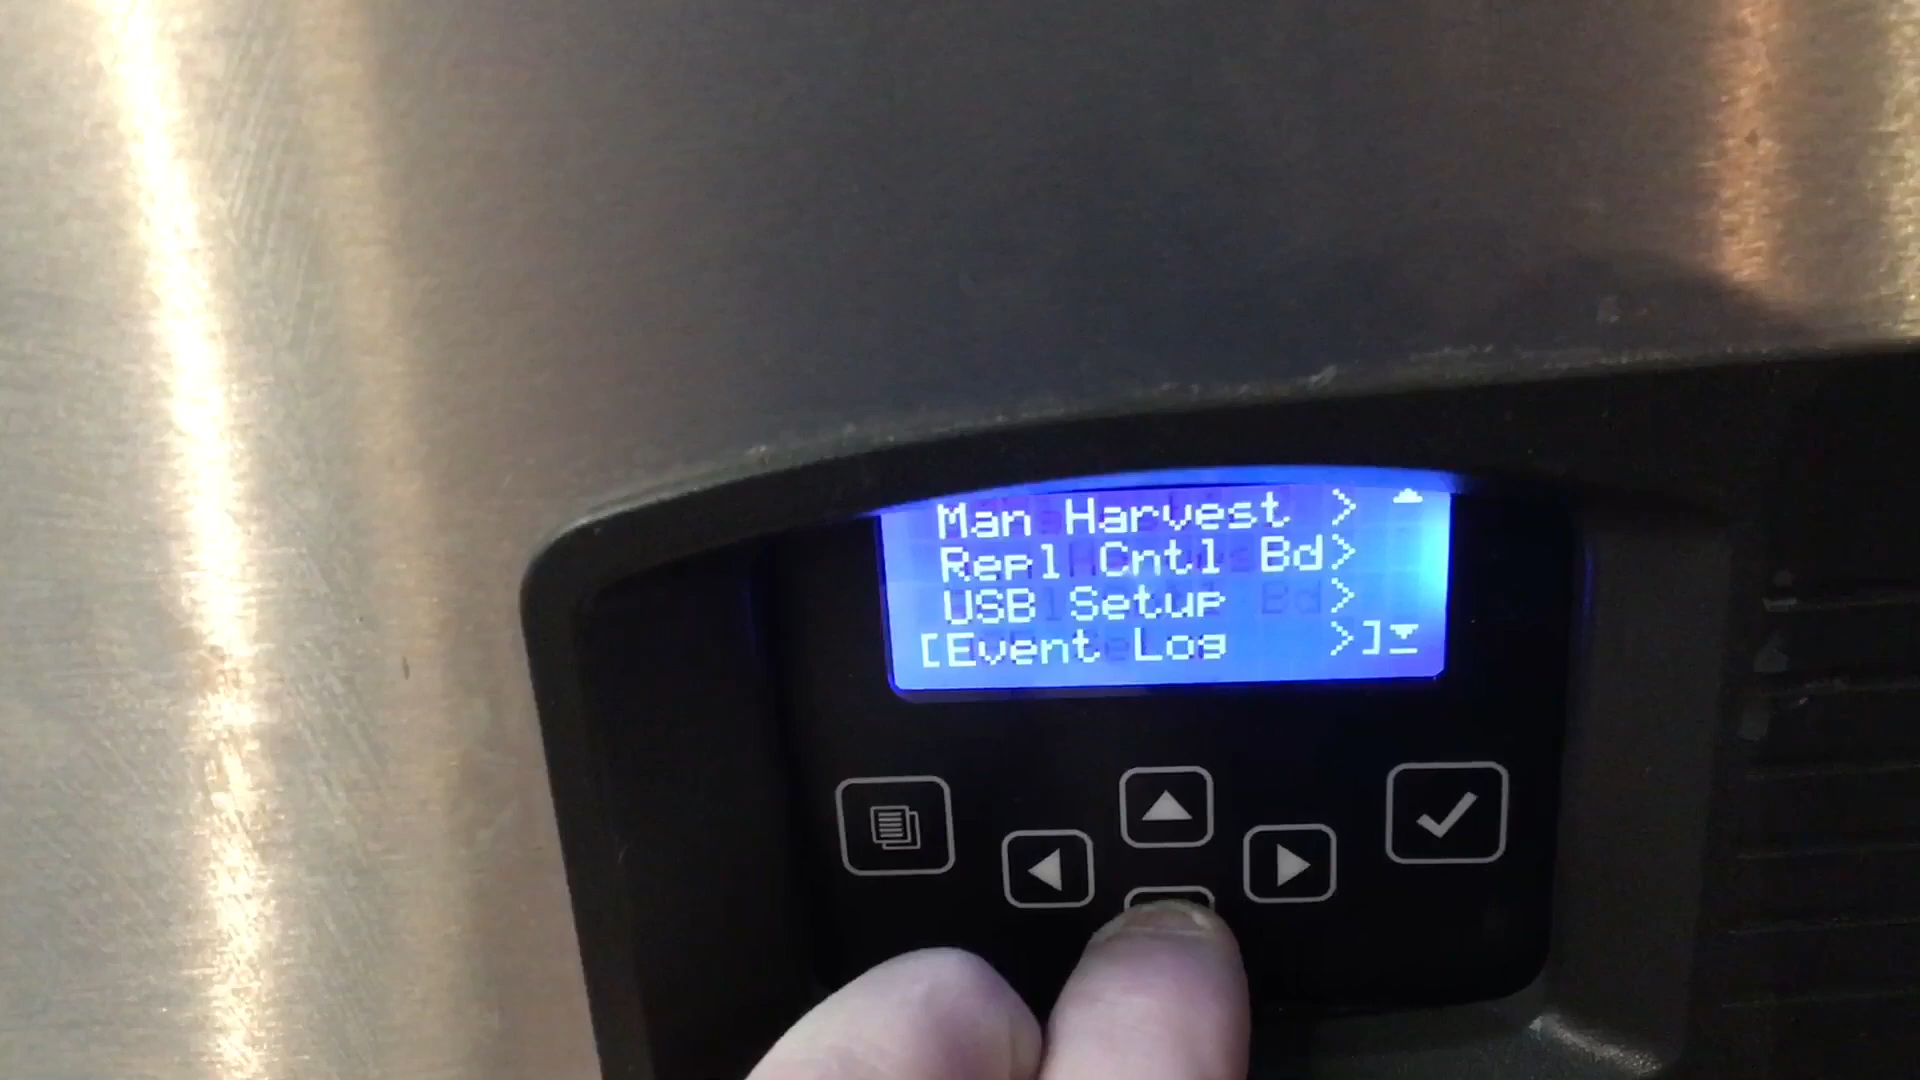 Man Harvest >
Repl Cntl Bd>
USB Setup >
[Event Log >]